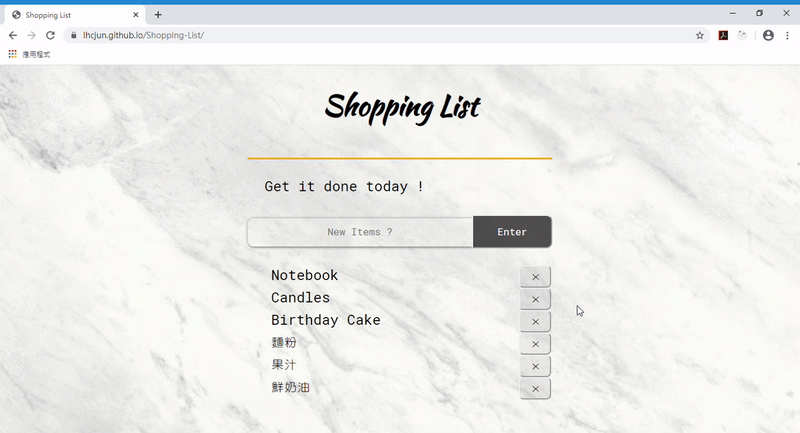 Shopping List
lhcjun.github.io/Shopping-List/
應用程式
Shopping List
Get it done today !
New Items ?
Enter
Notebook
Candles
Birthday Cake
麵粉
果汁
鮮奶油